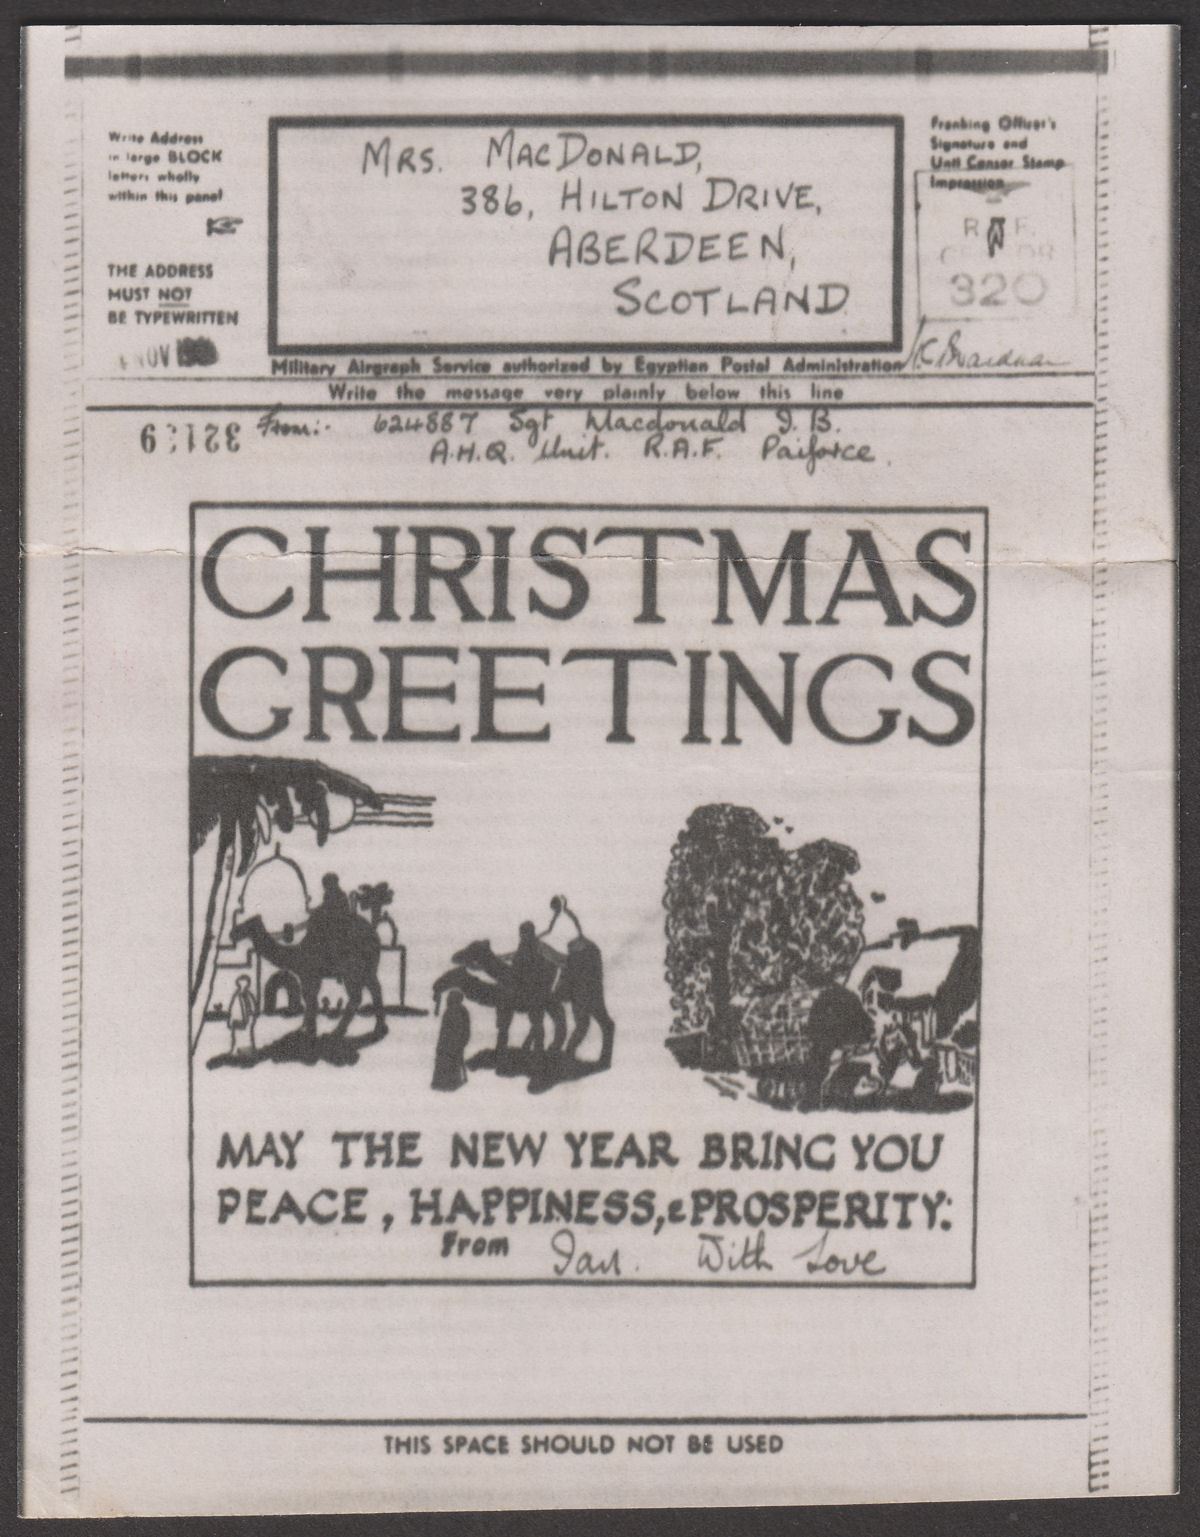 Write Address
in large BLOCK
letters wholly
within this panel
THE ADDRESS
MUST NOT
BE TYPEWRITTEN
NOV
MRS. MACDONALD,
386, HILTON DRIVE,
ABERDEEN,
SCOTLAND
Franking Officer's
Signature and
Unit Censor Stamp
Impression
R.A.F.
CENSOR
320
Military Airgraph Service authorized by Egyptian Postal Administration
Write the message very plainly below this line
From:- 624887 Sgt Macdonald I. B.
A.H.Q. Unit. R.A.F. Paiforce.
CHRISTMAS
GREETINGS
MAY THE NEW YEAR BRING YOU
PEACE, HAPPINESS, & PROSPERITY:
From Ian. With Love
THIS SPACE SHOULD NOT BE USED